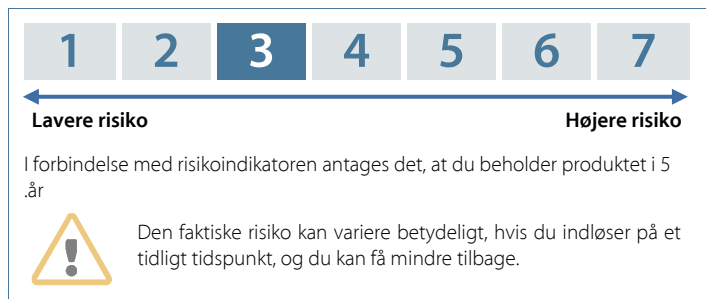 1 2 3 4 5 6 7
Lavere risiko Højere risiko
I forbindelse med risikoindikatoren antages det, at du beholder produktet i 5
.år
Den faktiske risiko kan variere betydeligt, hvis du indløser på et
tidligt tidspunkt, og du kan få mindre tilbage.